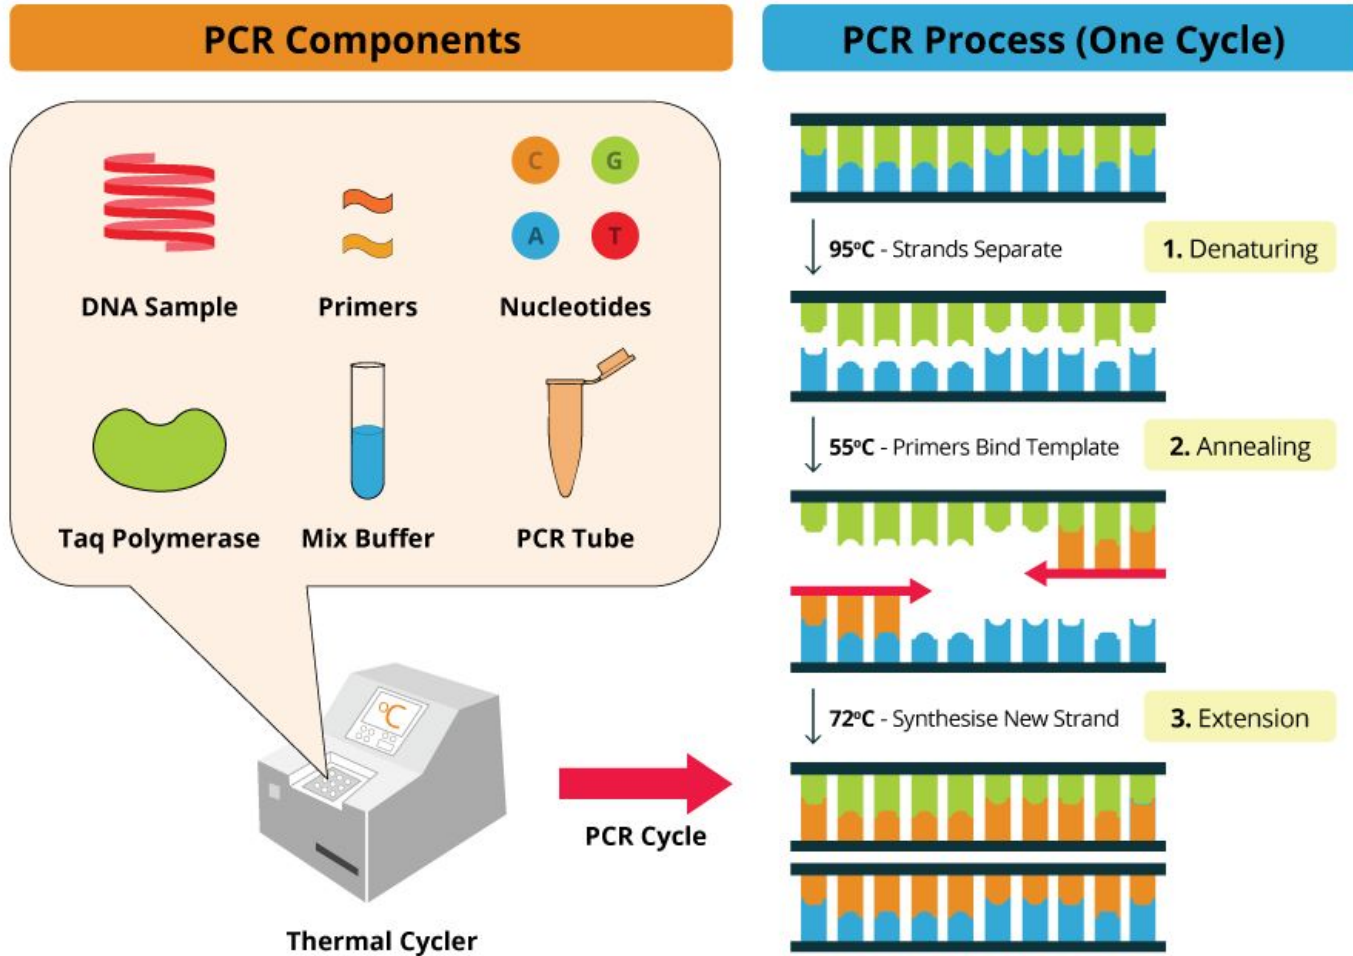 PCR Components
DNA Sample
Primers
C G
A T
Nucleotides
Taq Polymerase
Mix Buffer
PCR Tube
°C
Thermal Cycler
PCR Cycle
PCR Process (One Cycle)
95ºC - Strands Separate
1. Denaturing
55ºC - Primers Bind Template
2. Annealing
72ºC - Synthesise New Strand
3. Extension